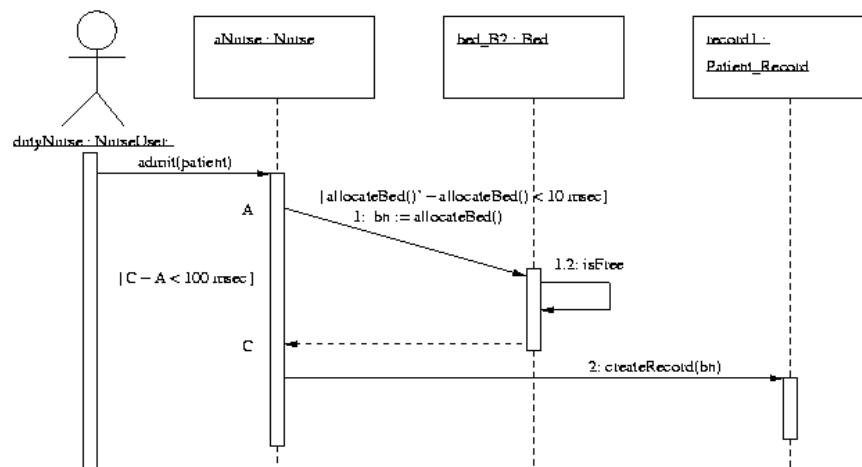 aNurse : Nurse
bed_B2 : Bed
record1 :
Patient_Record
dutyNurse : NurseUser
admit(patient)
[ allocateBed()' – allocateBed() < 10 msec ]
A
1: bn := allocateBed()
1.2: isFree
[ C – A < 100 msec ]
C
2: createRecord(bn)